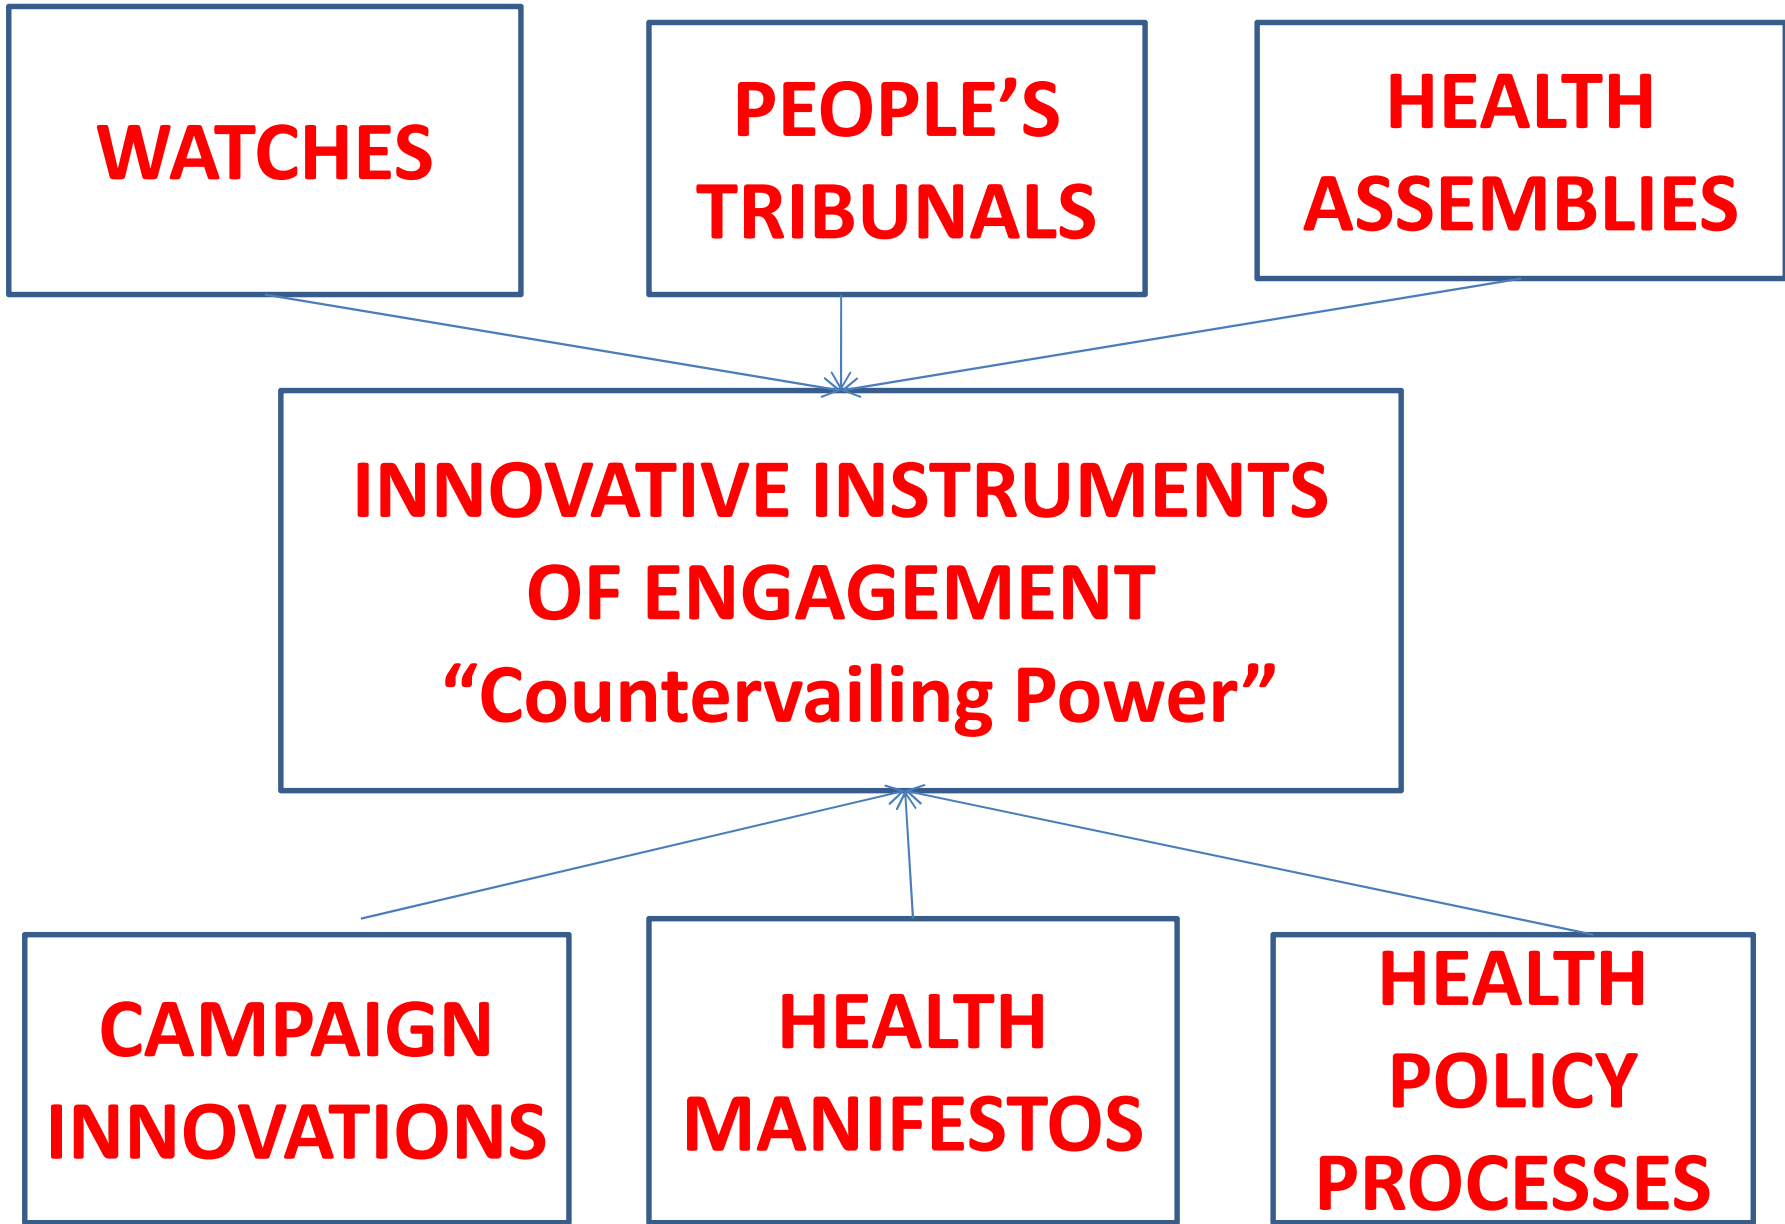 WATCHES
PEOPLE’S
TRIBUNALS
HEALTH
ASSEMBLIES
INNOVATIVE INSTRUMENTS
OF ENGAGEMENT
“Countervailing Power”
CAMPAIGN
INNOVATIONS
HEALTH
MANIFESTOS
HEALTH
POLICY
PROCESSES